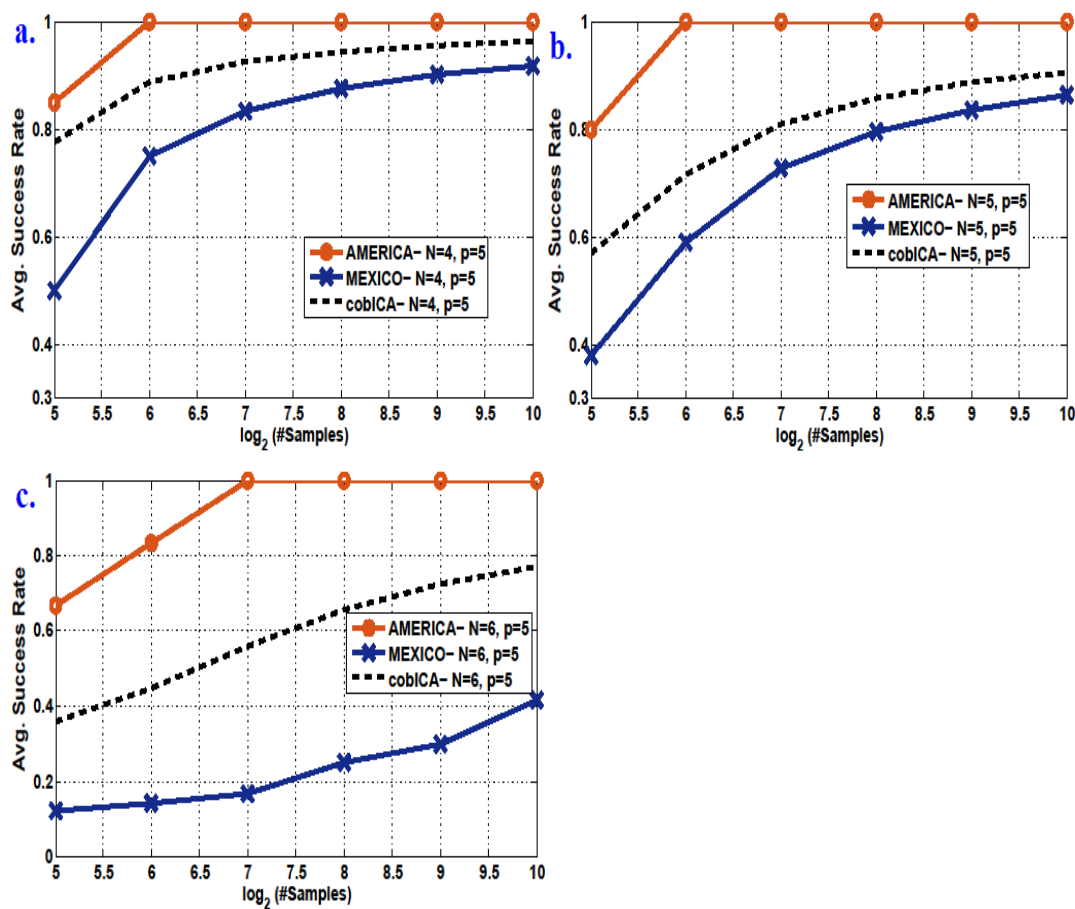 a.
Avg. Success Rate
1
0.8
0.6
0.4
0.3
AMERICA– N=4, p=5
MEXICO– N=4, p=5
cobICA– N=4, p=5
5 5.5 6 6.5 7 7.5 8 8.5 9 9.5 10
log2 (#Samples)
b.
Avg. Success Rate
1
0.8
0.6
0.4
0.3
AMERICA– N=5, p=5
MEXICO– N=5, p=5
cobICA– N=5, p=5
5 5.5 6 6.5 7 7.5 8 8.5 9 9.5 10
log2 (#Samples)
c.
Avg. Success Rate
1
0.8
0.6
0.4
0.2
0
AMERICA– N=6, p=5
MEXICO– N=6, p=5
cobICA– N=6, p=5
5 5.5 6 6.5 7 7.5 8 8.5 9 9.5 10
log2 (#Samples)